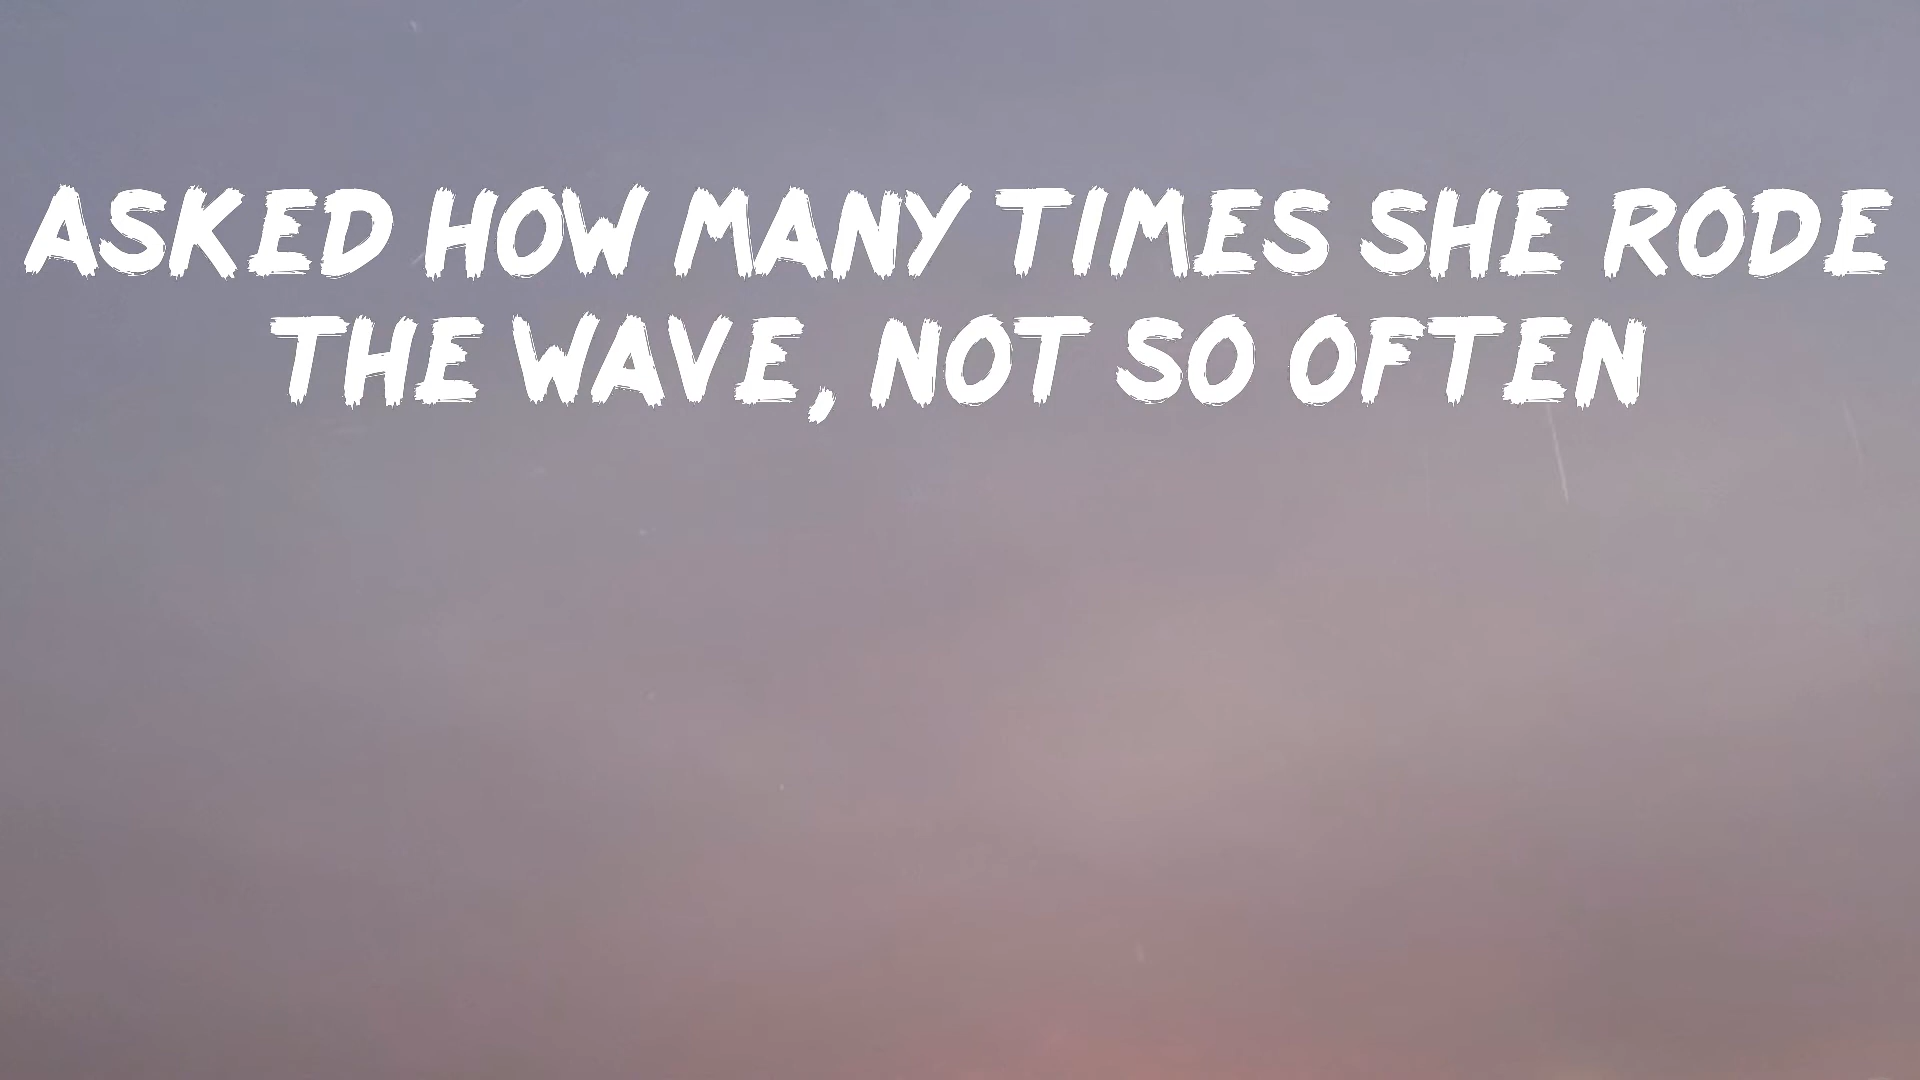 ASKED HOW MANY TIMES SHE RODE
THE WAVE, NOT SO OFTEN